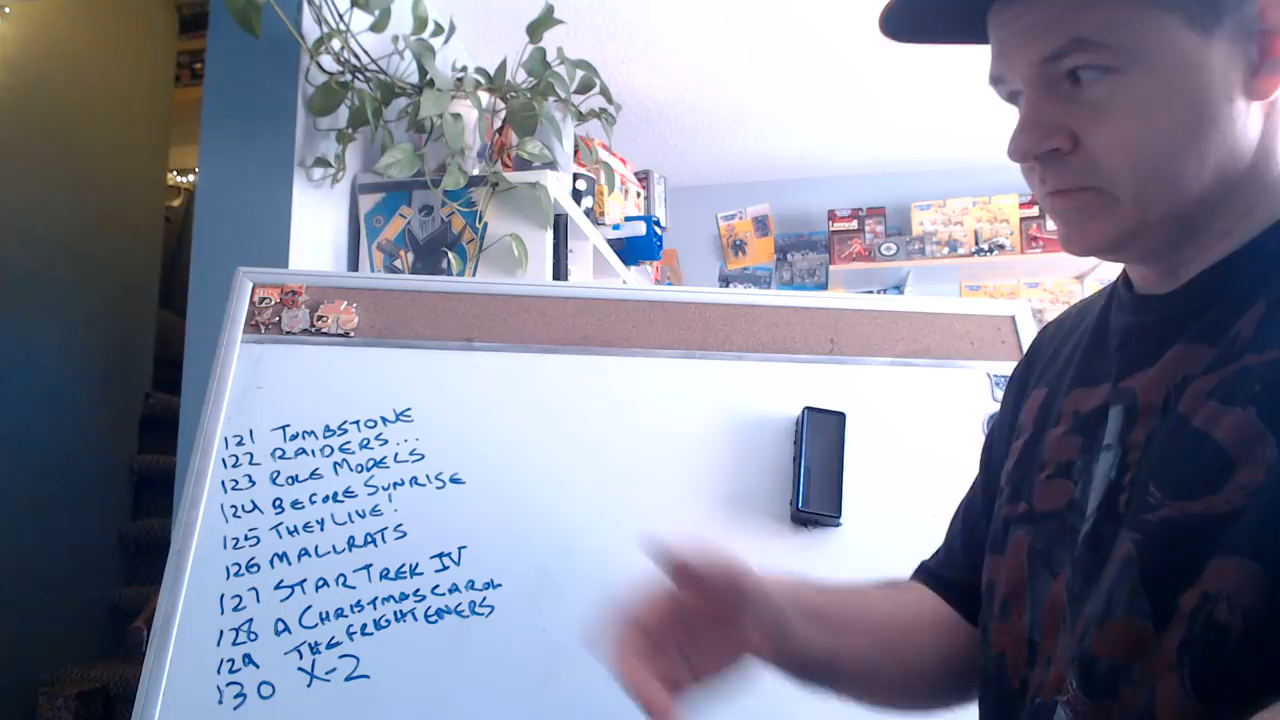 121 TOMBSTONE
122 RAIDERS...
123 ROLE MODELS
124 BEFORE SUNRISE
125 THEY LIVE!
126 MALLRATS
127 STAR TREK IV
128 A CHRISTMAS CAROL
129 THE FRIGHTENERS
130 X-2